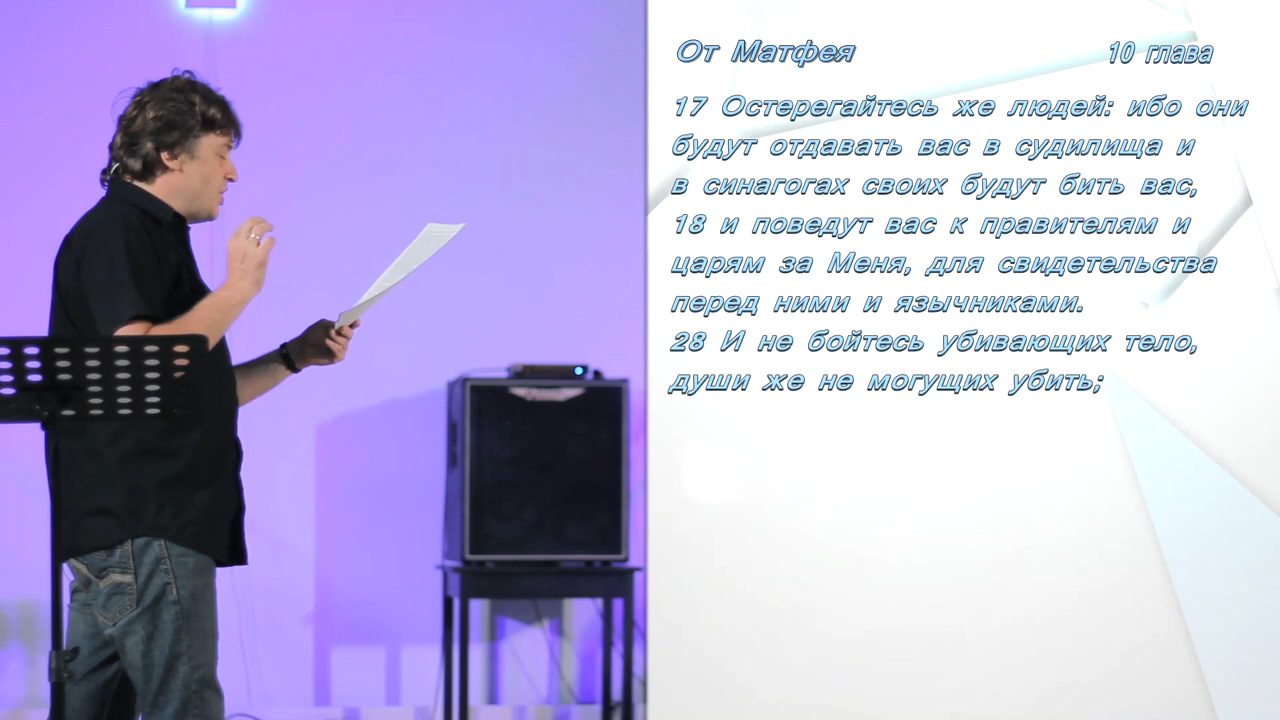 От Матфея 10 глава
17 Остерегайтесь же людей: ибо они
будут отдавать вас в судилища и
в синагогах своих будут бить вас,
18 и поведут вас к правителям и
царям за Меня, для свидетельства
перед ними и язычниками.
28 И не бойтесь убивающих тело,
души же не могущих убить;